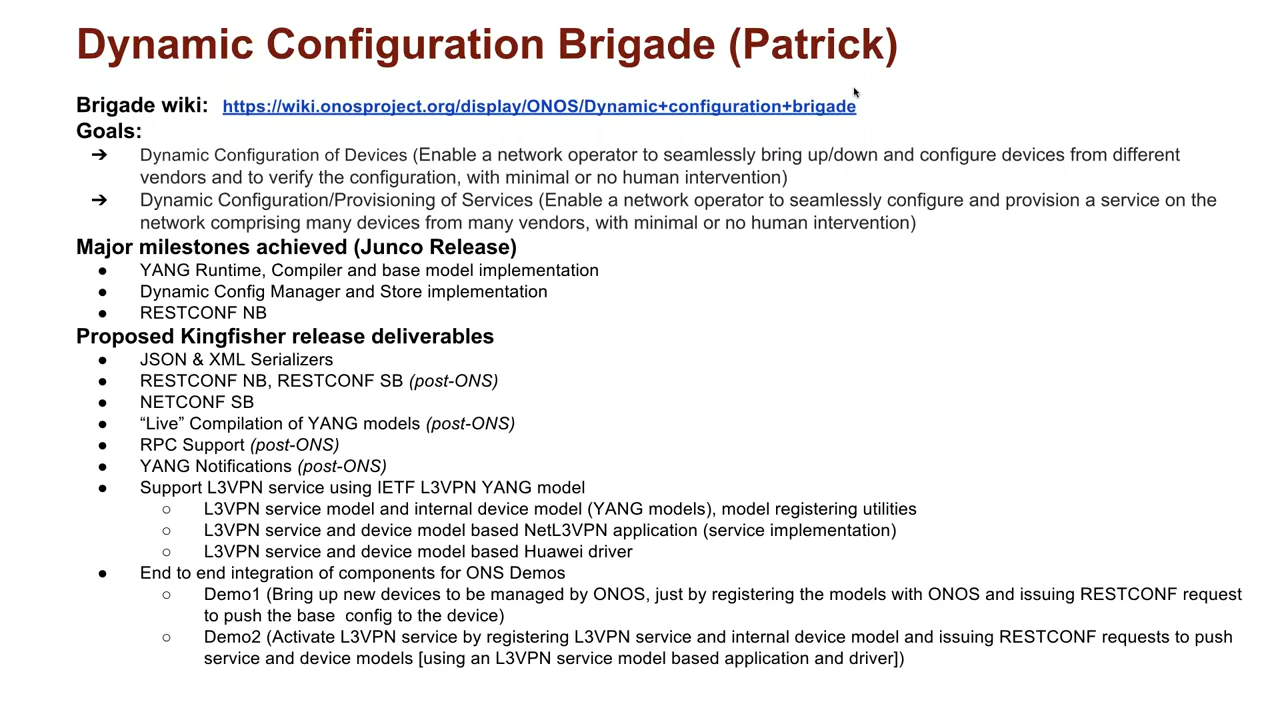 Dynamic Configuration Brigade (Patrick)
Brigade wiki: https://wiki.onosproject.org/display/ONOS/Dynamic+configuration+brigade
Goals:
➔ Dynamic Configuration of Devices (Enable a network operator to seamlessly bring up/down and configure devices from different
vendors and to verify the configuration, with minimal or no human intervention)
➔ Dynamic Configuration/Provisioning of Services (Enable a network operator to seamlessly configure and provision a service on the
network comprising many devices from many vendors, with minimal or no human intervention)
Major milestones achieved (Junco Release)
● YANG Runtime, Compiler and base model implementation
● Dynamic Config Manager and Store implementation
● RESTCONF NB
Proposed Kingfisher release deliverables
● JSON & XML Serializers
● RESTCONF NB, RESTCONF SB (post-ONS)
● NETCONF SB
● “Live” Compilation of YANG models (post-ONS)
● RPC Support (post-ONS)
● YANG Notifications (post-ONS)
● Support L3VPN service using IETF L3VPN YANG model
○ L3VPN service model and internal device model (YANG models), model registering utilities
○ L3VPN service and device model based NetL3VPN application (service implementation)
○ L3VPN service and device model based Huawei driver
● End to end integration of components for ONS Demos
○ Demo1 (Bring up new devices to be managed by ONOS, just by registering the models with ONOS and issuing RESTCONF request
to push the base config to the device)
○ Demo2 (Activate L3VPN service by registering L3VPN service and internal device model and issuing RESTCONF requests to push
service and device models [using an L3VPN service model based application and driver])